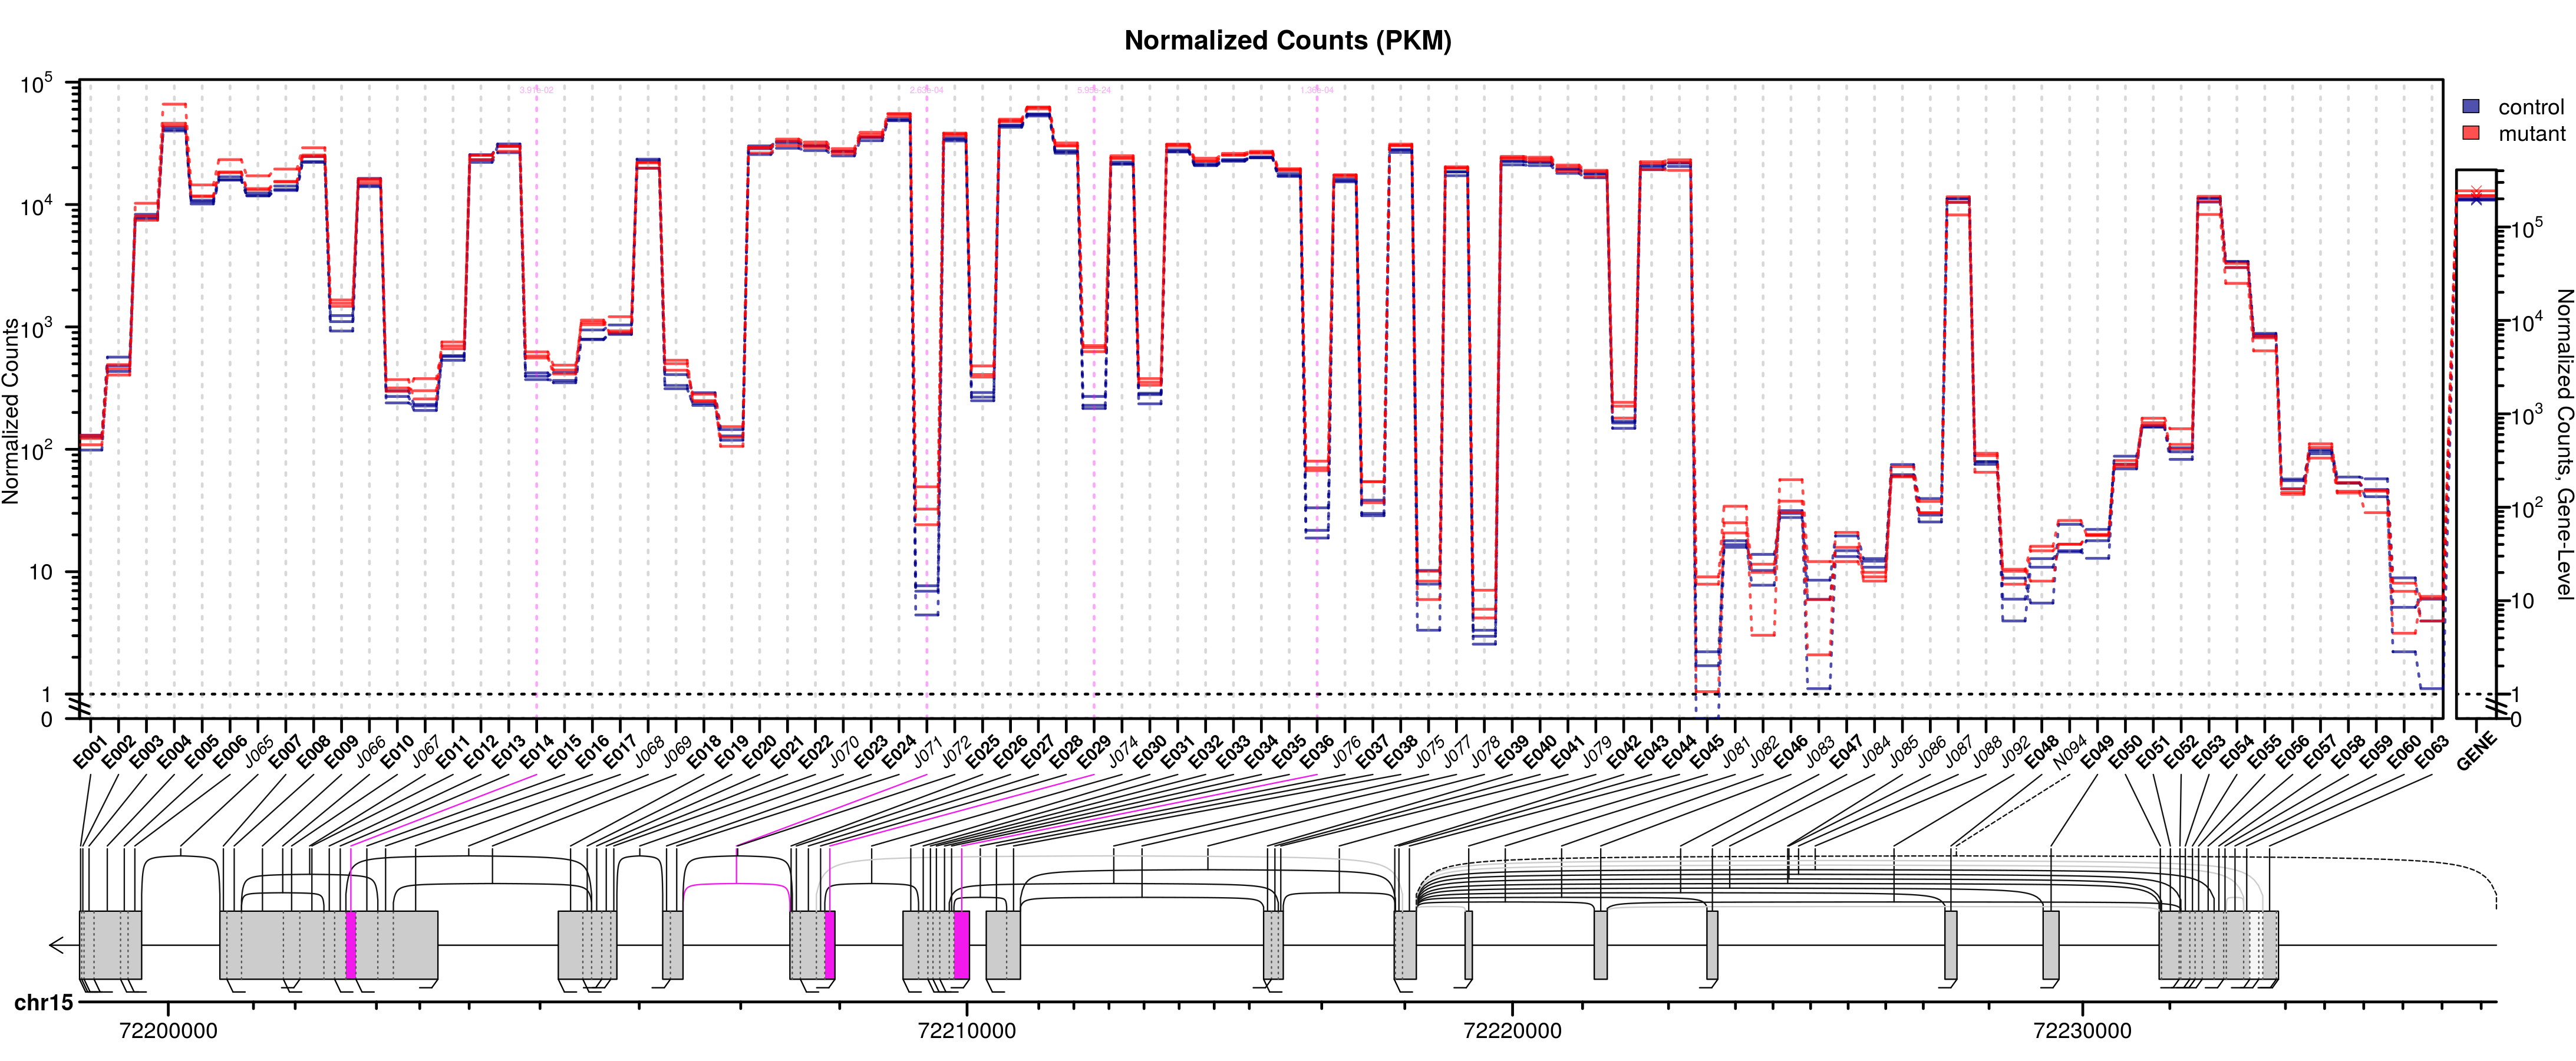 Normalized Counts (PKM)
3.91e-02
5.99e-24
control
mutant
10^5
10^4
10^3
10^2
10
1
0
Normalized Counts
10^5
10^4
10^3
10^2
10
1
0
Normalized Counts, Gene-Level
E001 E002 E003 E004 E005 E006 J065 E007 E008 E009 J066 E010 J067 E011 E012 E013 E014 E015 E016 E017 J068 J069 E018 E019 E020 E021 E022 J070 E023 E024 J071 J072 E025 E026 E027 E028 E029 J074 E030 E031 E032 E033 E034 E035 E036 J076 E037 E038 J075 J077 J078 E039 E040 E041 J079 E042 E043 E044 E045 J081 J082 E046 J083 E047 J084 J085 J086 J087 J088 J092 E048 N094 E049 E050 E051 E052 E053 E054 E055 E056 E057 E058 E059 E060 E063 GENE
chr15
72200000 72210000 72220000 72230000